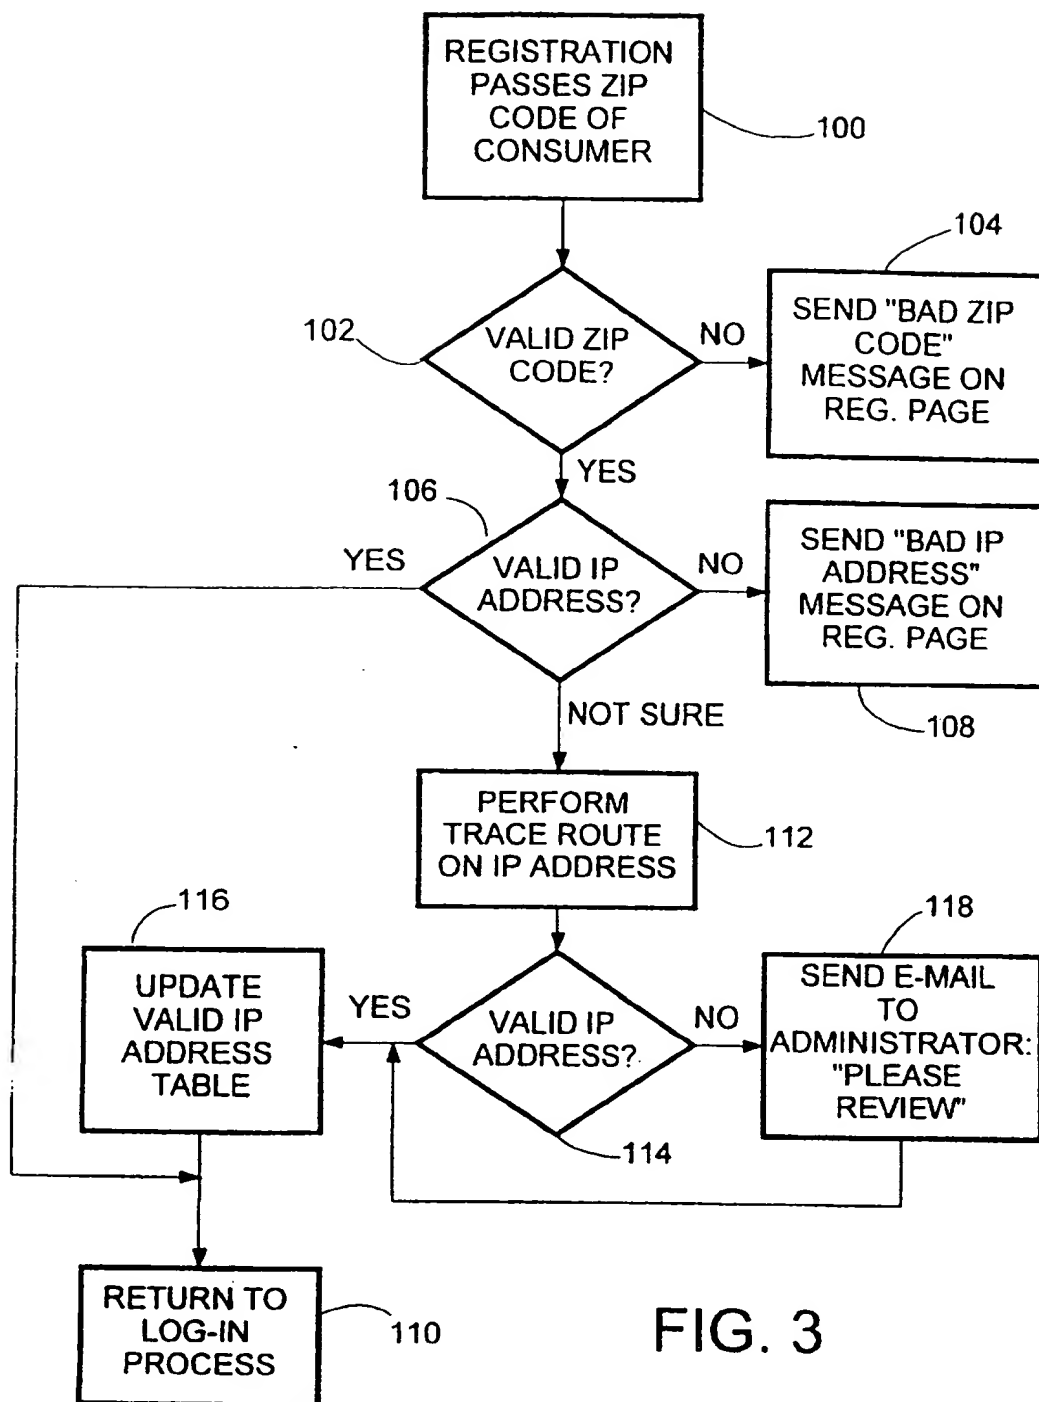 REGISTRATION
PASSES ZIP
CODE OF
CONSUMER
100
104
102
VALID ZIP
CODE?
NO
SEND "BAD ZIP
CODE"
MESSAGE ON
REG. PAGE
YES
106
YES
VALID IP
ADDRESS?
NO
SEND "BAD IP
ADDRESS"
MESSAGE ON
REG. PAGE
108
NOT SURE
PERFORM
TRACE ROUTE
ON IP ADDRESS
112
116
118
UPDATE
VALID IP
ADDRESS
TABLE
YES
VALID IP
ADDRESS?
NO
SEND E-MAIL
TO
ADMINISTRATOR:
"PLEASE
REVIEW"
114
RETURN TO
LOG-IN
PROCESS
110
FIG. 3